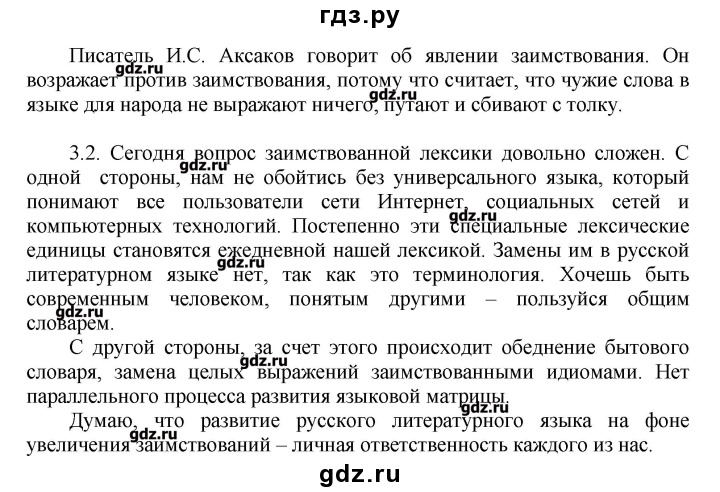 гдз.ру
Писатель И.С. Аксаков говорит об явлении заимствования. Он
gdz.ru
возражает против заимствования, потому что считает, что чужие слова в
gdz.ru
языке для народа не выражают ничего, путают и сбивают с толку.
3.2. Сегодня вопрос заимствованной лексики довольно сложен. С
gdz.ru
одной стороны, нам не обойтись без универсального языка, который
понимают все пользователи сети Интернет, социальных сетей и
gdz.ru
компьютерных технологий. Постепенно эти специальные лексические
единицы становятся ежедневной нашей лексикой. Замены им в русской
gdz.ru
литературном языке нет, так как это терминология. Хочешь быть
современным человеком, понятым другими – пользуйся общим
gdz.ru
словарем.
С другой стороны, за счет этого происходит обеднение бытового
gdz.ru
словаря, замена целых выражений заимствованными идиомами. Нет
параллельного процесса развития языковой матрицы.
gdz.ru
Думаю, что развитие русского литературного языка на фоне
gdz.ru
увеличения заимствований – личная ответственность каждого из нас.
gdz.ru